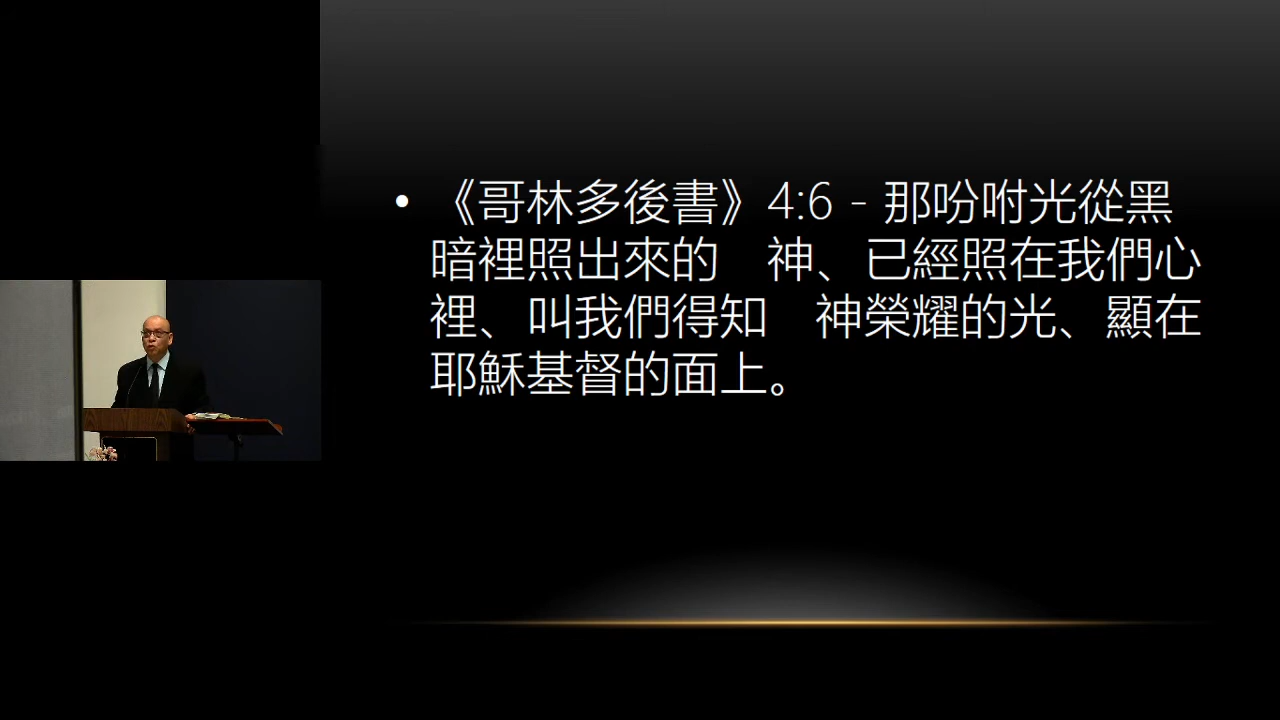 • 《哥林多後書》4:6 - 那吩咐光從黑
暗裡照出來的　神、已經照在我們心
裡、叫我們得知　神榮耀的光、顯在
耶穌基督的面上。